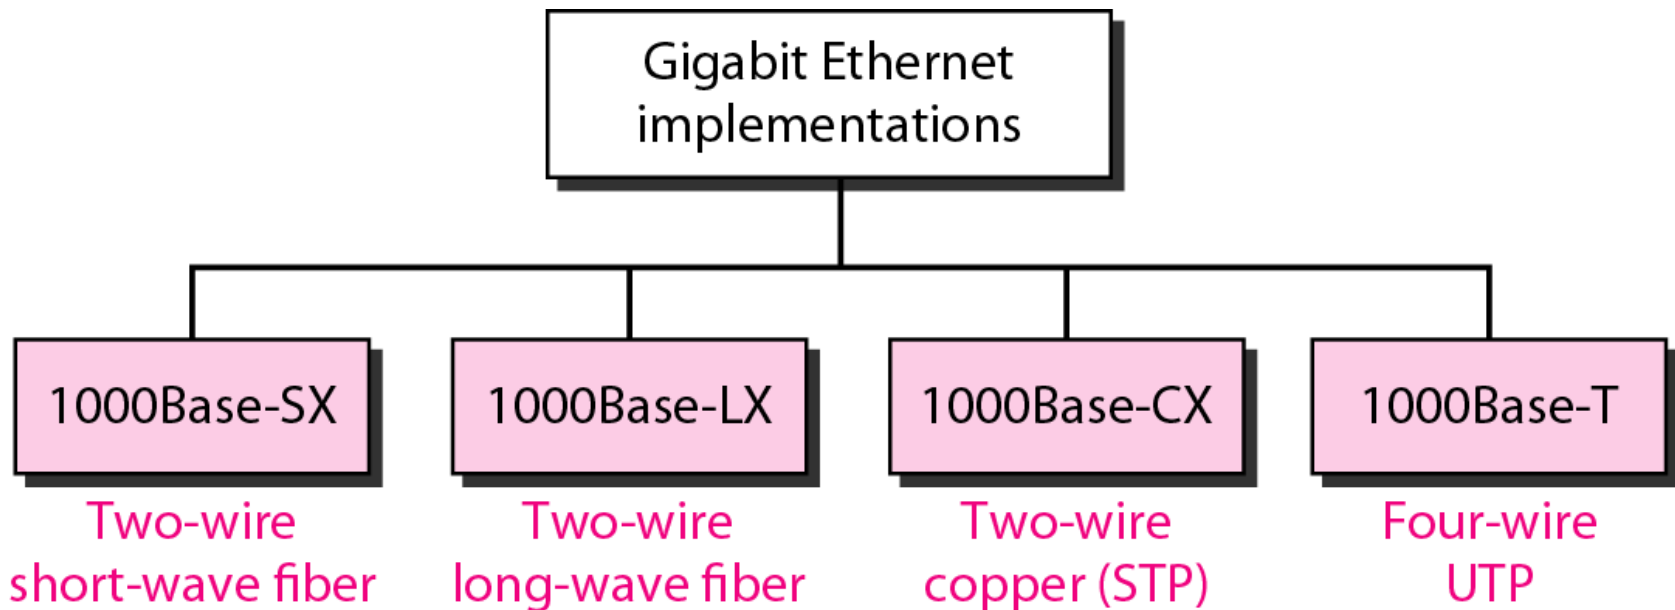 Gigabit Ethernet
implementations
1000Base-SX
1000Base-LX
1000Base-CX
1000Base-T
Two-wire
short-wave fiber
Two-wire
long-wave fiber
Two-wire
copper (STP)
Four-wire
UTP